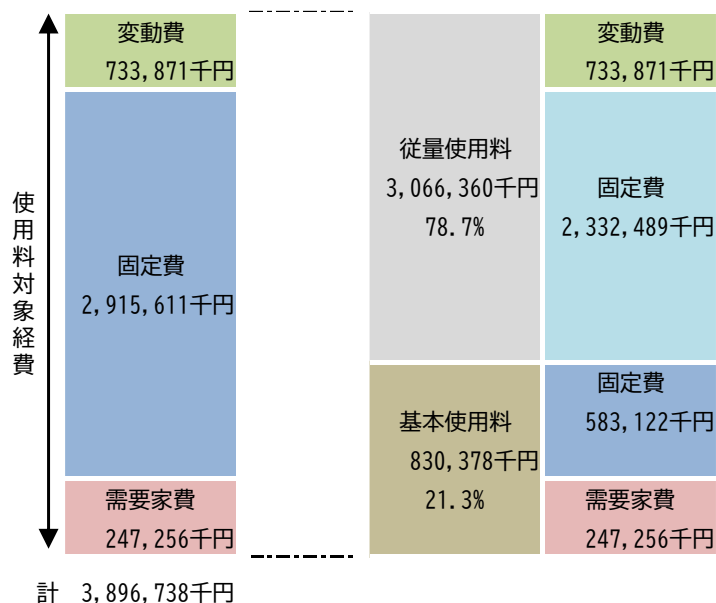 使用料対象経費
変動費
733,871千円
固定費
2,915,611千円
需要家費
247,256千円
計 3,896,738千円
従量使用料
3,066,360千円
78.7%
基本使用料
830,378千円
21.3%
変動費
733,871千円
固定費
2,332,489千円
固定費
583,122千円
需要家費
247,256千円